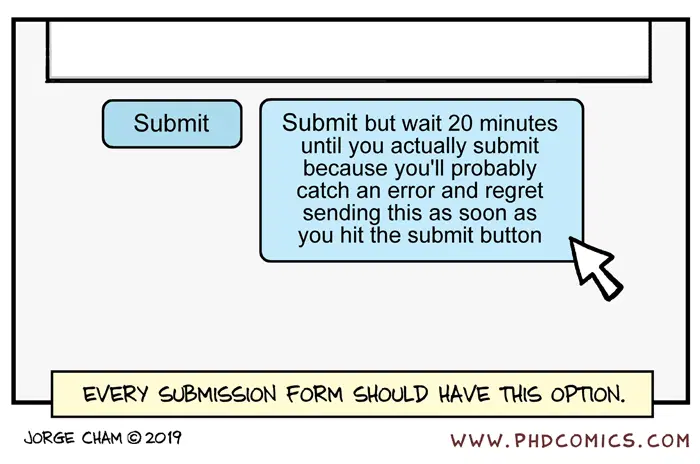 Submit
Submit but wait 20 minutes
until you actually submit
because you'll probably
catch an error and regret
sending this as soon as
you hit the submit button
EVERY SUBMISSION FORM SHOULD HAVE THIS OPTION.
JORGE CHAM © 2019
WWW.PHDCOMICS.COM